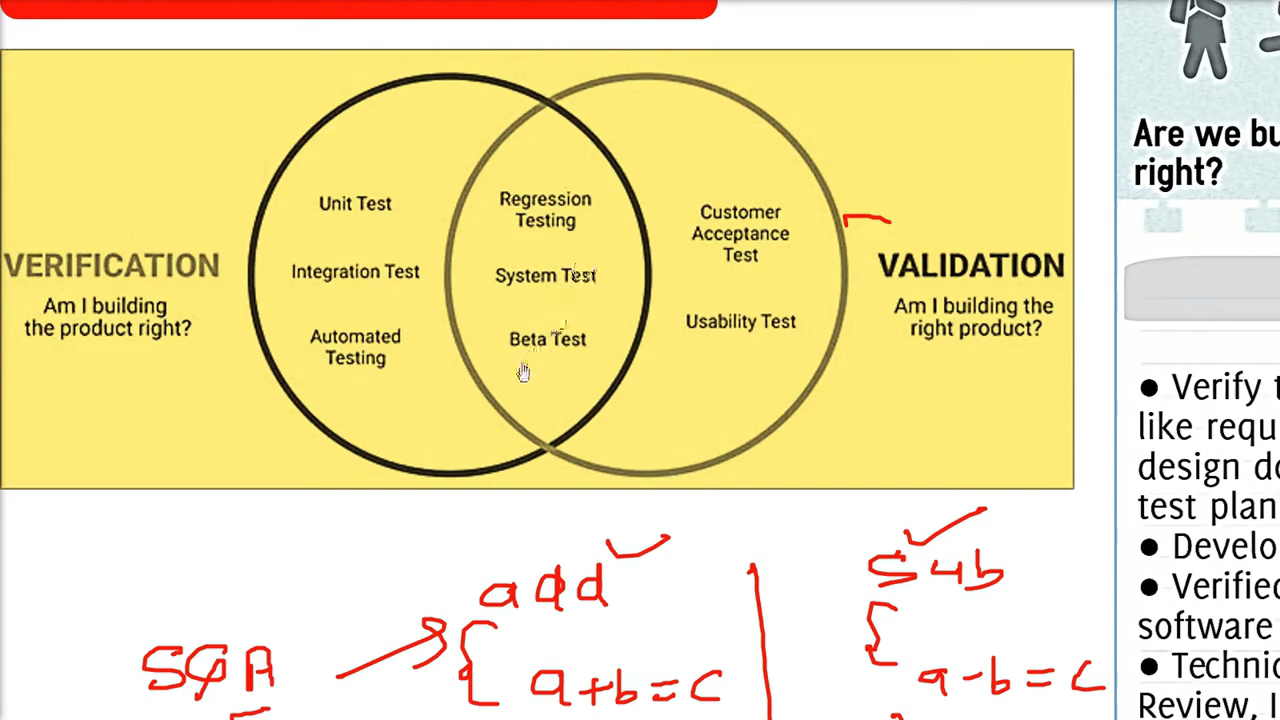 VERIFICATION
Am I building
the product right?
Unit Test
Integration Test
Automated
Testing
Regression
Testing
System Test
Beta Test
Customer
Acceptance
Test
Usability Test
VALIDATION
Am I building the
right product?
Are we bu
right?
● Verify t
like requ
design do
test plan
● Develo
● Verified
software
● Technic
Review, I
add
sub
SQA
{
a+b=c
{
a-b=c